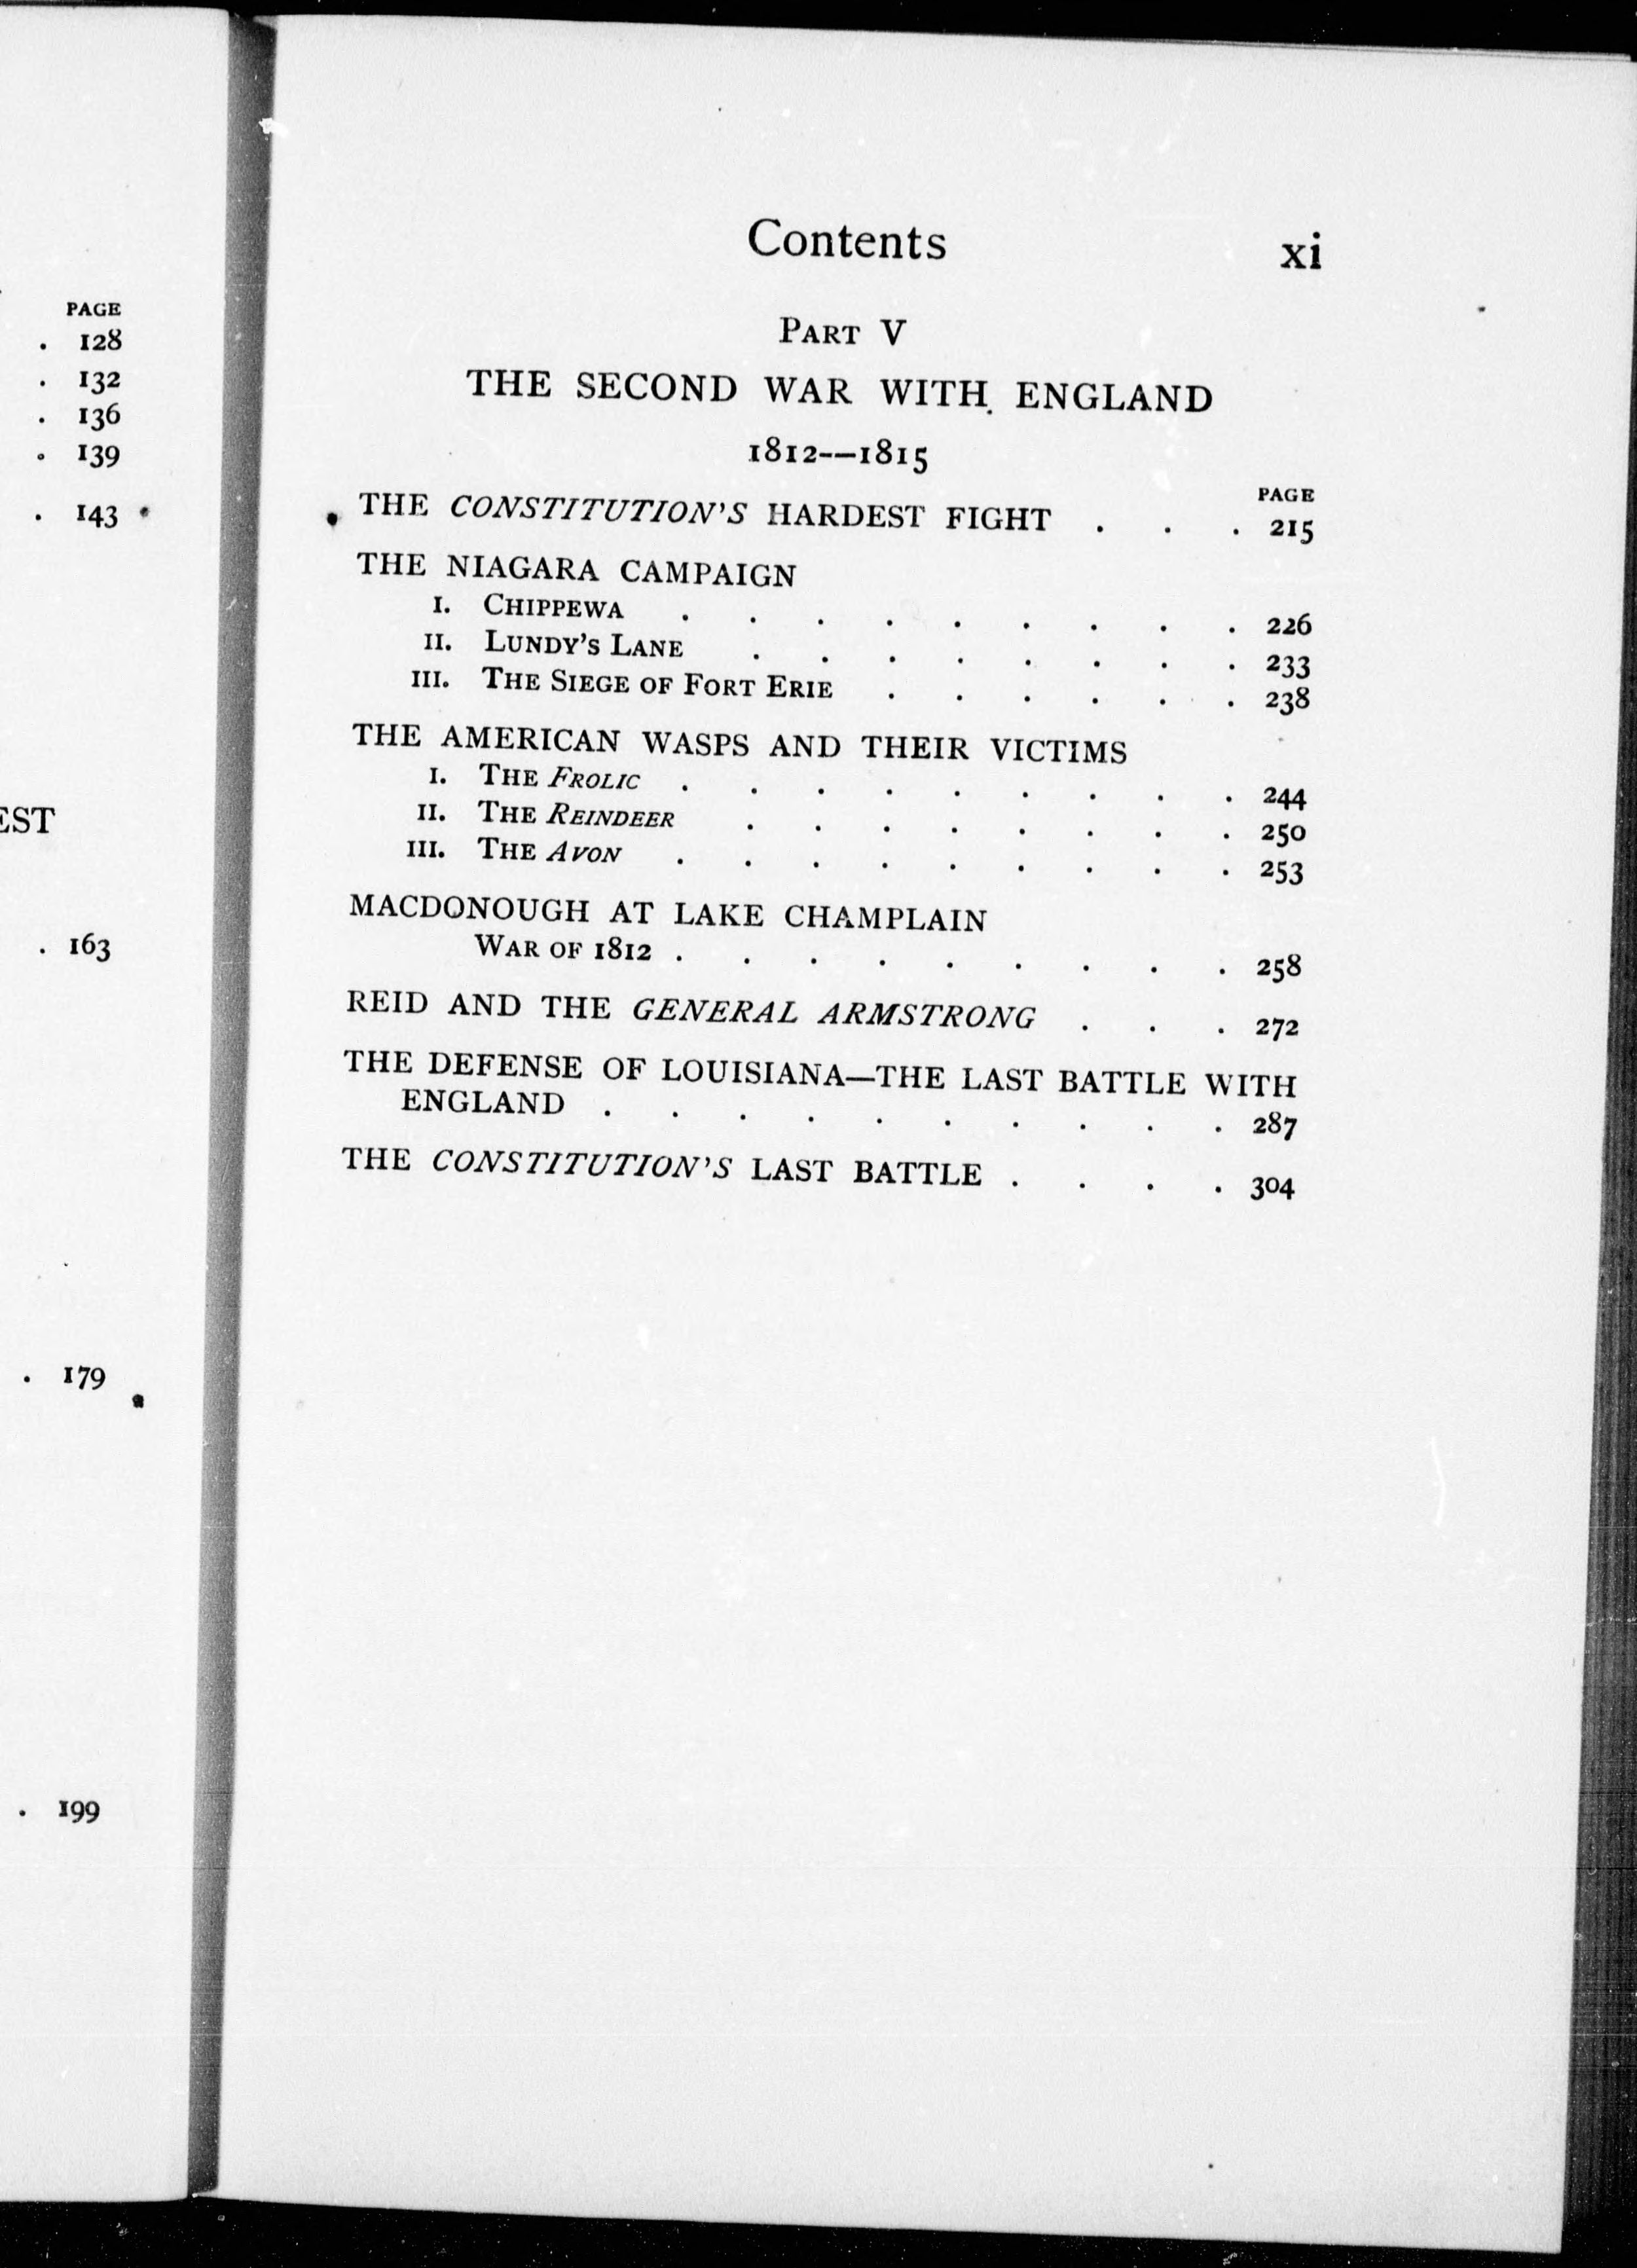 PAGE
. 128
. 132
. 136
. 139
. 143
EST
. 163
. 179
. 199
Contents xi
PART V
THE SECOND WAR WITH ENGLAND
1812--1815
PAGE
THE CONSTITUTION'S HARDEST FIGHT . . . 215
THE NIAGARA CAMPAIGN
I. CHIPPEWA . . . . . . . . . 226
II. LUNDY'S LANE . . . . . . . . 233
III. THE SIEGE OF FORT ERIE . . . . . . 238
THE AMERICAN WASPS AND THEIR VICTIMS
I. THE FROLIC . . . . . . . . . 244
II. THE REINDEER . . . . . . . . 250
III. THE AVON . . . . . . . . . 253
MACDONOUGH AT LAKE CHAMPLAIN
WAR OF 1812 . . . . . . . . . 258
REID AND THE GENERAL ARMSTRONG . . . 272
THE DEFENSE OF LOUISIANA—THE LAST BATTLE WITH
ENGLAND . . . . . . . . . . 287
THE CONSTITUTION'S LAST BATTLE . . . . 304